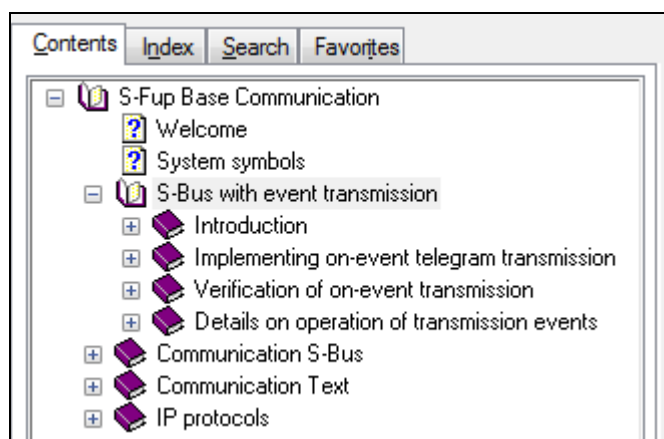 Contents Index Search Favorites
S-Fup Base Communication
Welcome
System symbols
S-Bus with event transmission
Introduction
Implementing on-event telegram transmission
Verification of on-event transmission
Details on operation of transmission events
Communication S-Bus
Communication Text
IP protocols